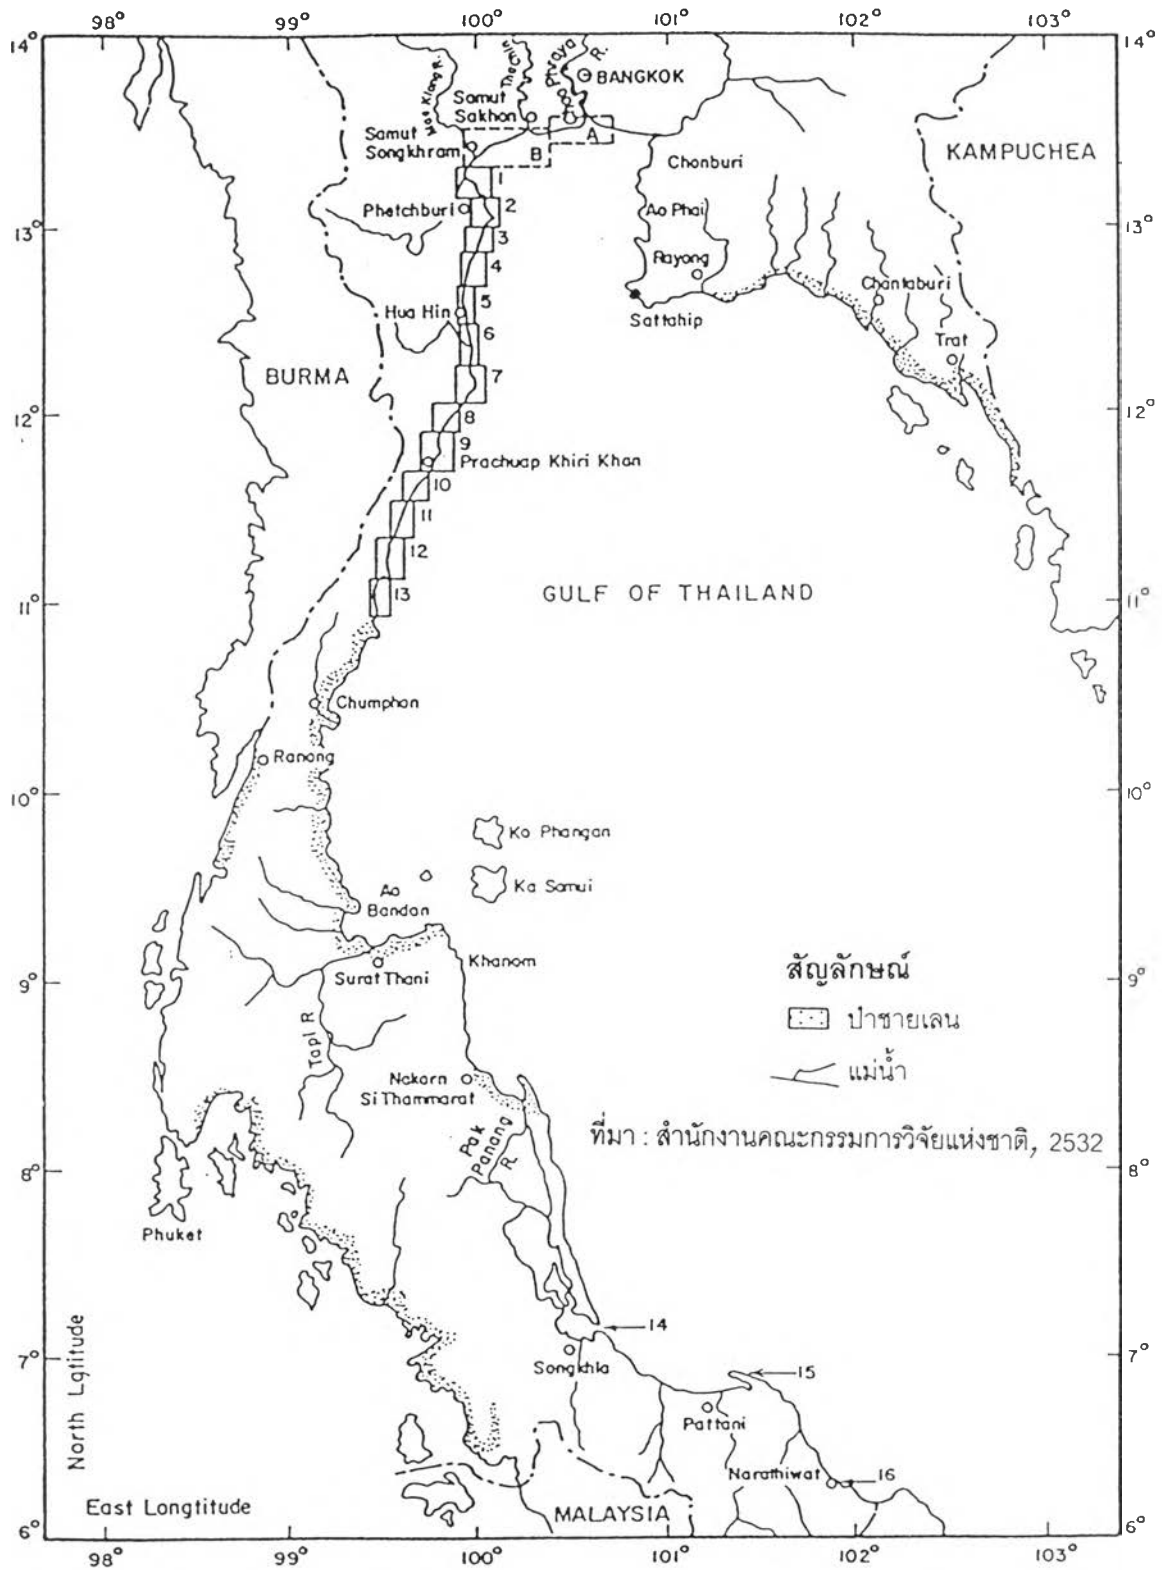 98° 99° 100° 101° 102° 103°
14° 14°
Mae Klang R.
Tha Chin
Phraya
R.
BANGKOK
Samut
Sakhon
A
Samut
Songkhram
B
KAMPUCHEA
Chonburi
1
Phetchburi
2
Ao Phai
13° 13°
3
Rayong
4
Chantaburi
5
Hua Hin
Sattahip
6
Trat
BURMA
7
12° 12°
8
9
Prachuap Khiri Khan
10
11
12
13
GULF OF THAILAND
11° 11°
Chumphon
Ranong
10° 10°
Ko Phangan
Ka Samui
Ao
Bandan
Khanom
สัญลักษณ์
Surat Thani
9° 9°
ป่าชายเลน
Tapi R
แม่น้ำ
Nakorn
Si Thammarat
Pak
Panang
R.
ที่มา : สำนักงานคณะกรรมการวิจัยแห่งชาติ, 2532
8° 8°
Phuket
14
North Lqtitude
7° 7°
Songkhla
15
Pattani
Narathiwat
16
East Longtitude
MALAYSIA
6° 6°
98° 99° 100° 101° 102° 103°